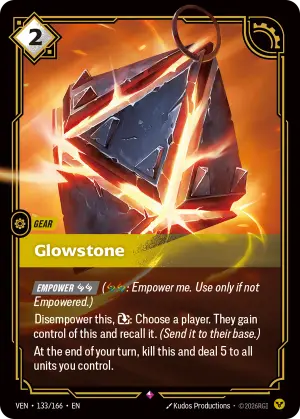 2
GEAR
Glowstone
EMPOWER (: Empower me. Use only if not
Empowered.)
Disempower this, : Choose a player. They gain
control of this and recall it. (Send it to their base.)
At the end of your turn, kill this and deal 5 to all
units you control.
VEN • 133/166 • EN
Kudos Productions • ©2026RGI